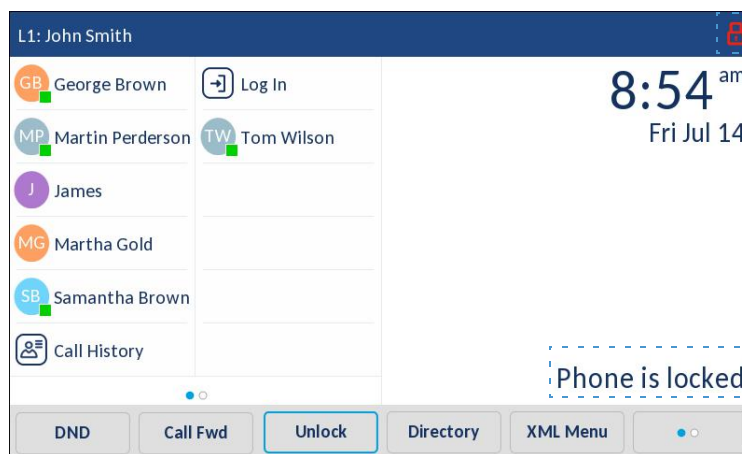 L1: John Smith
GB George Brown
Log In
8:54 am
MP Martin Perderson
TW Tom Wilson
Fri Jul 14
J James
MG Martha Gold
SB Samantha Brown
Call History
Phone is locked
DND
Call Fwd
Unlock
Directory
XML Menu